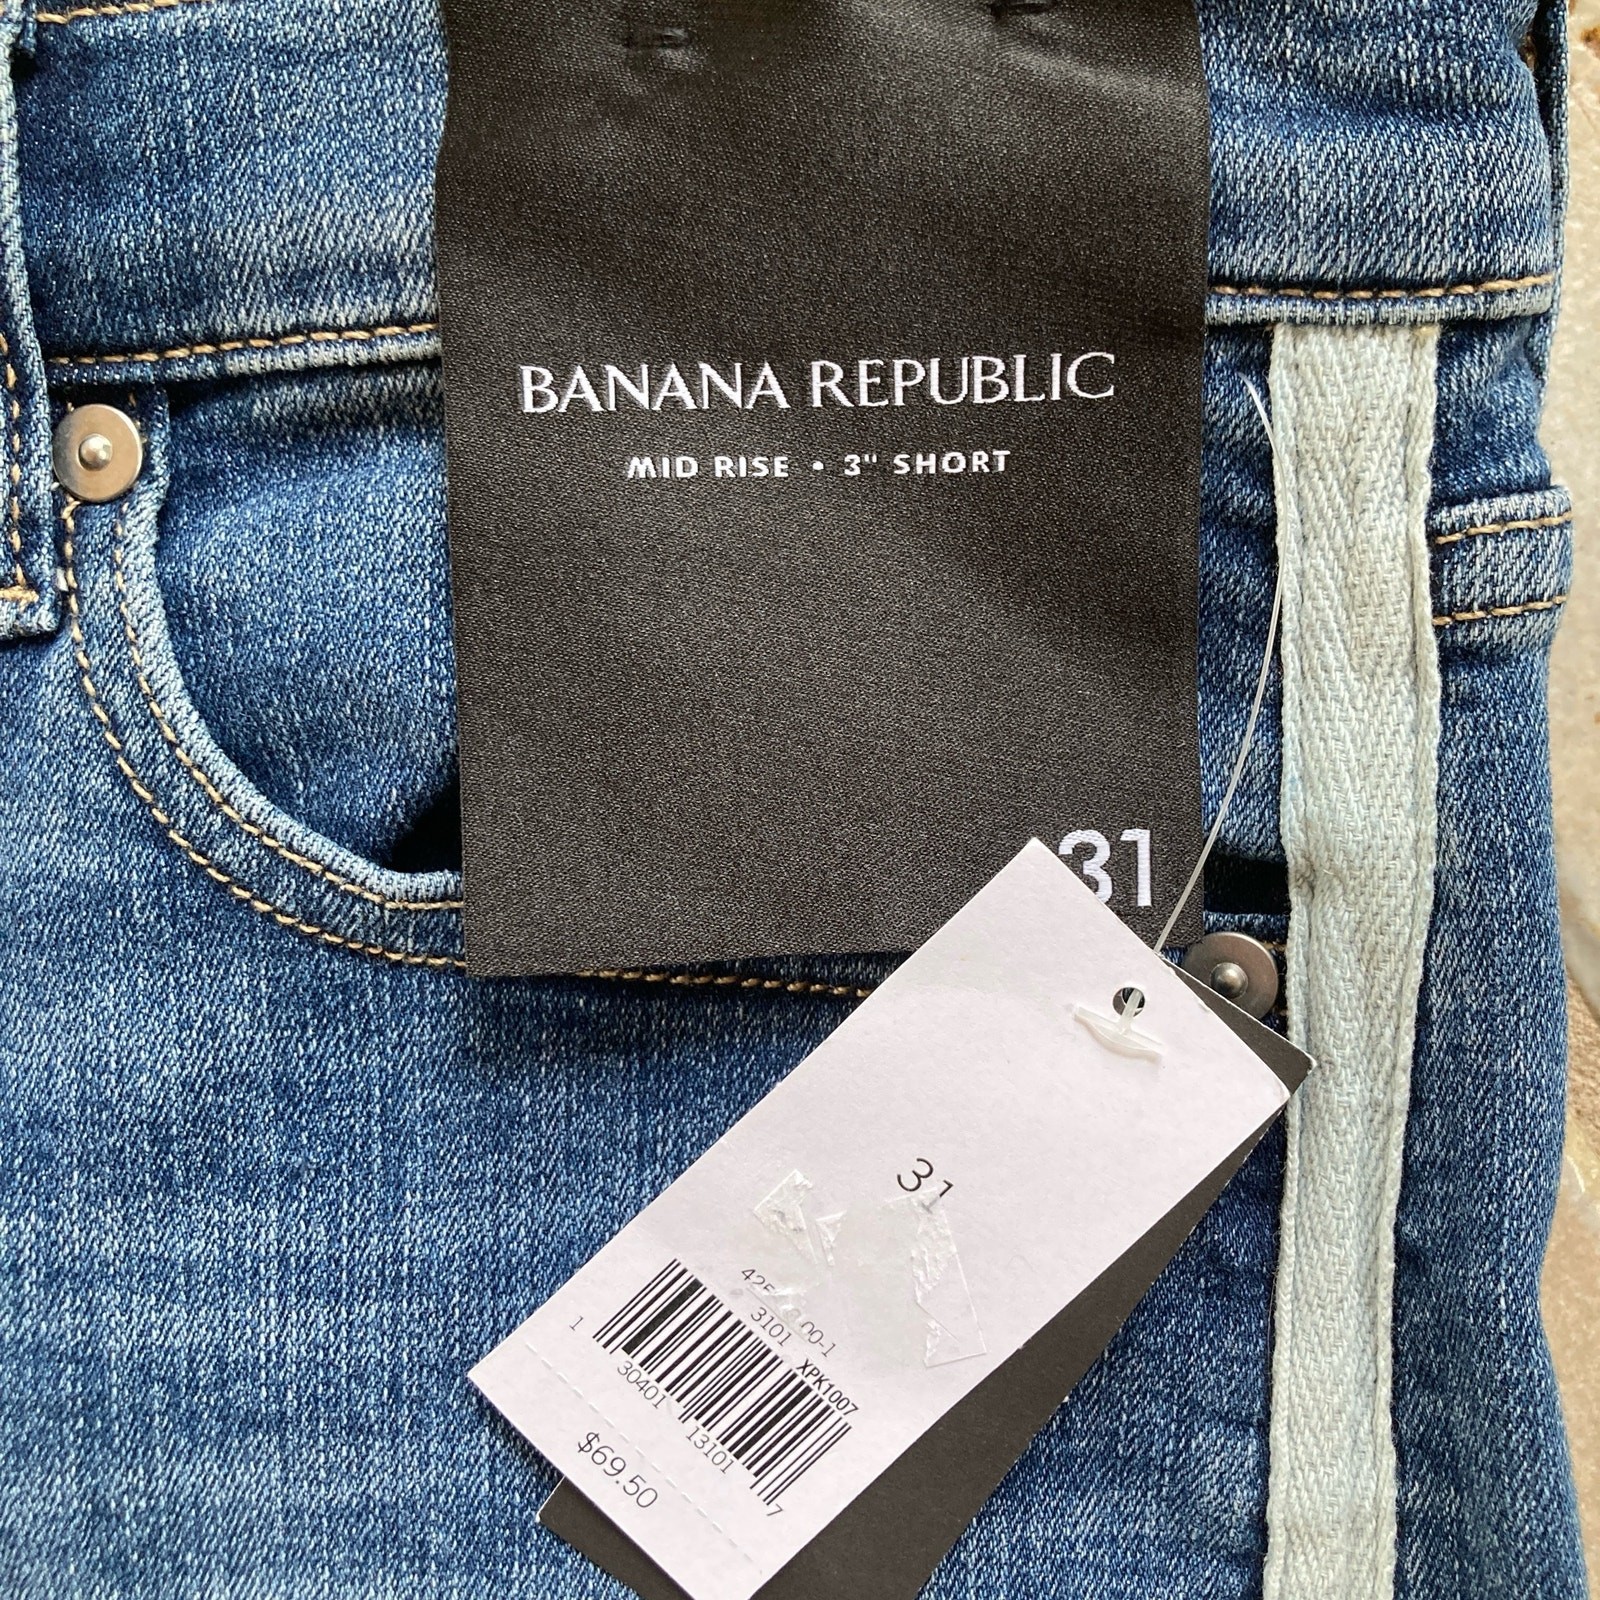 BANANA REPUBLIC
MID RISE • 3" SHORT
31
31
3101 XPK1007
1 30401 13101 7
$69.50